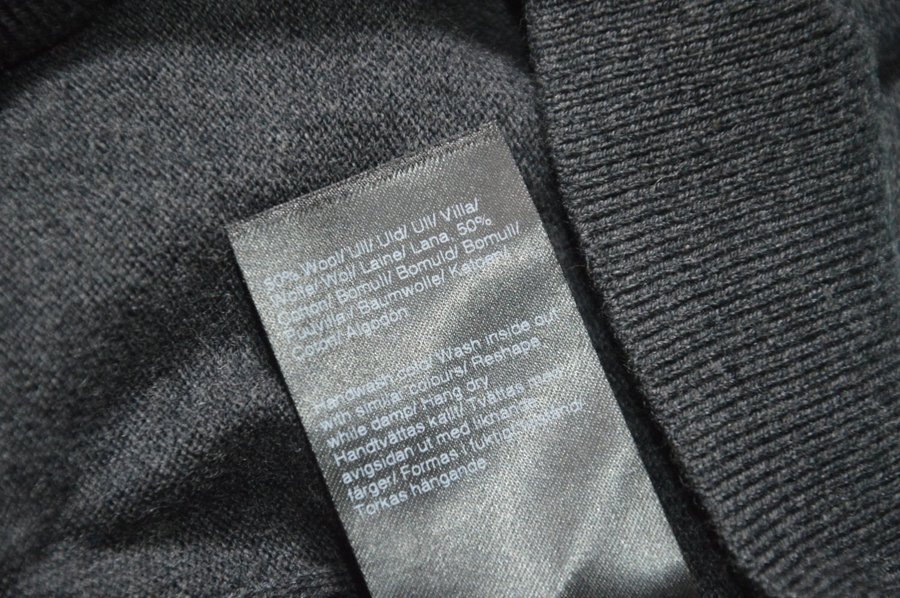 50% Wool/ Ull/ Uld/ Ull/ Villa/
Wolle/ Wol/ Laine/ Lana, 50%
Cotton/ Bomull/ Bomuld/ Bomull/
Puuvilla / Baumwolle/ Katoen/
Coton/ Algodón
Handwash cold/ Wash inside out
with similar colours/ Reshape
while damp/ Hang dry
Handtvättas kallt/ Tvättas med
avigsidan ut med liknande
färger/ Formas i fuktigt tillstånd/
Torkas hängande.